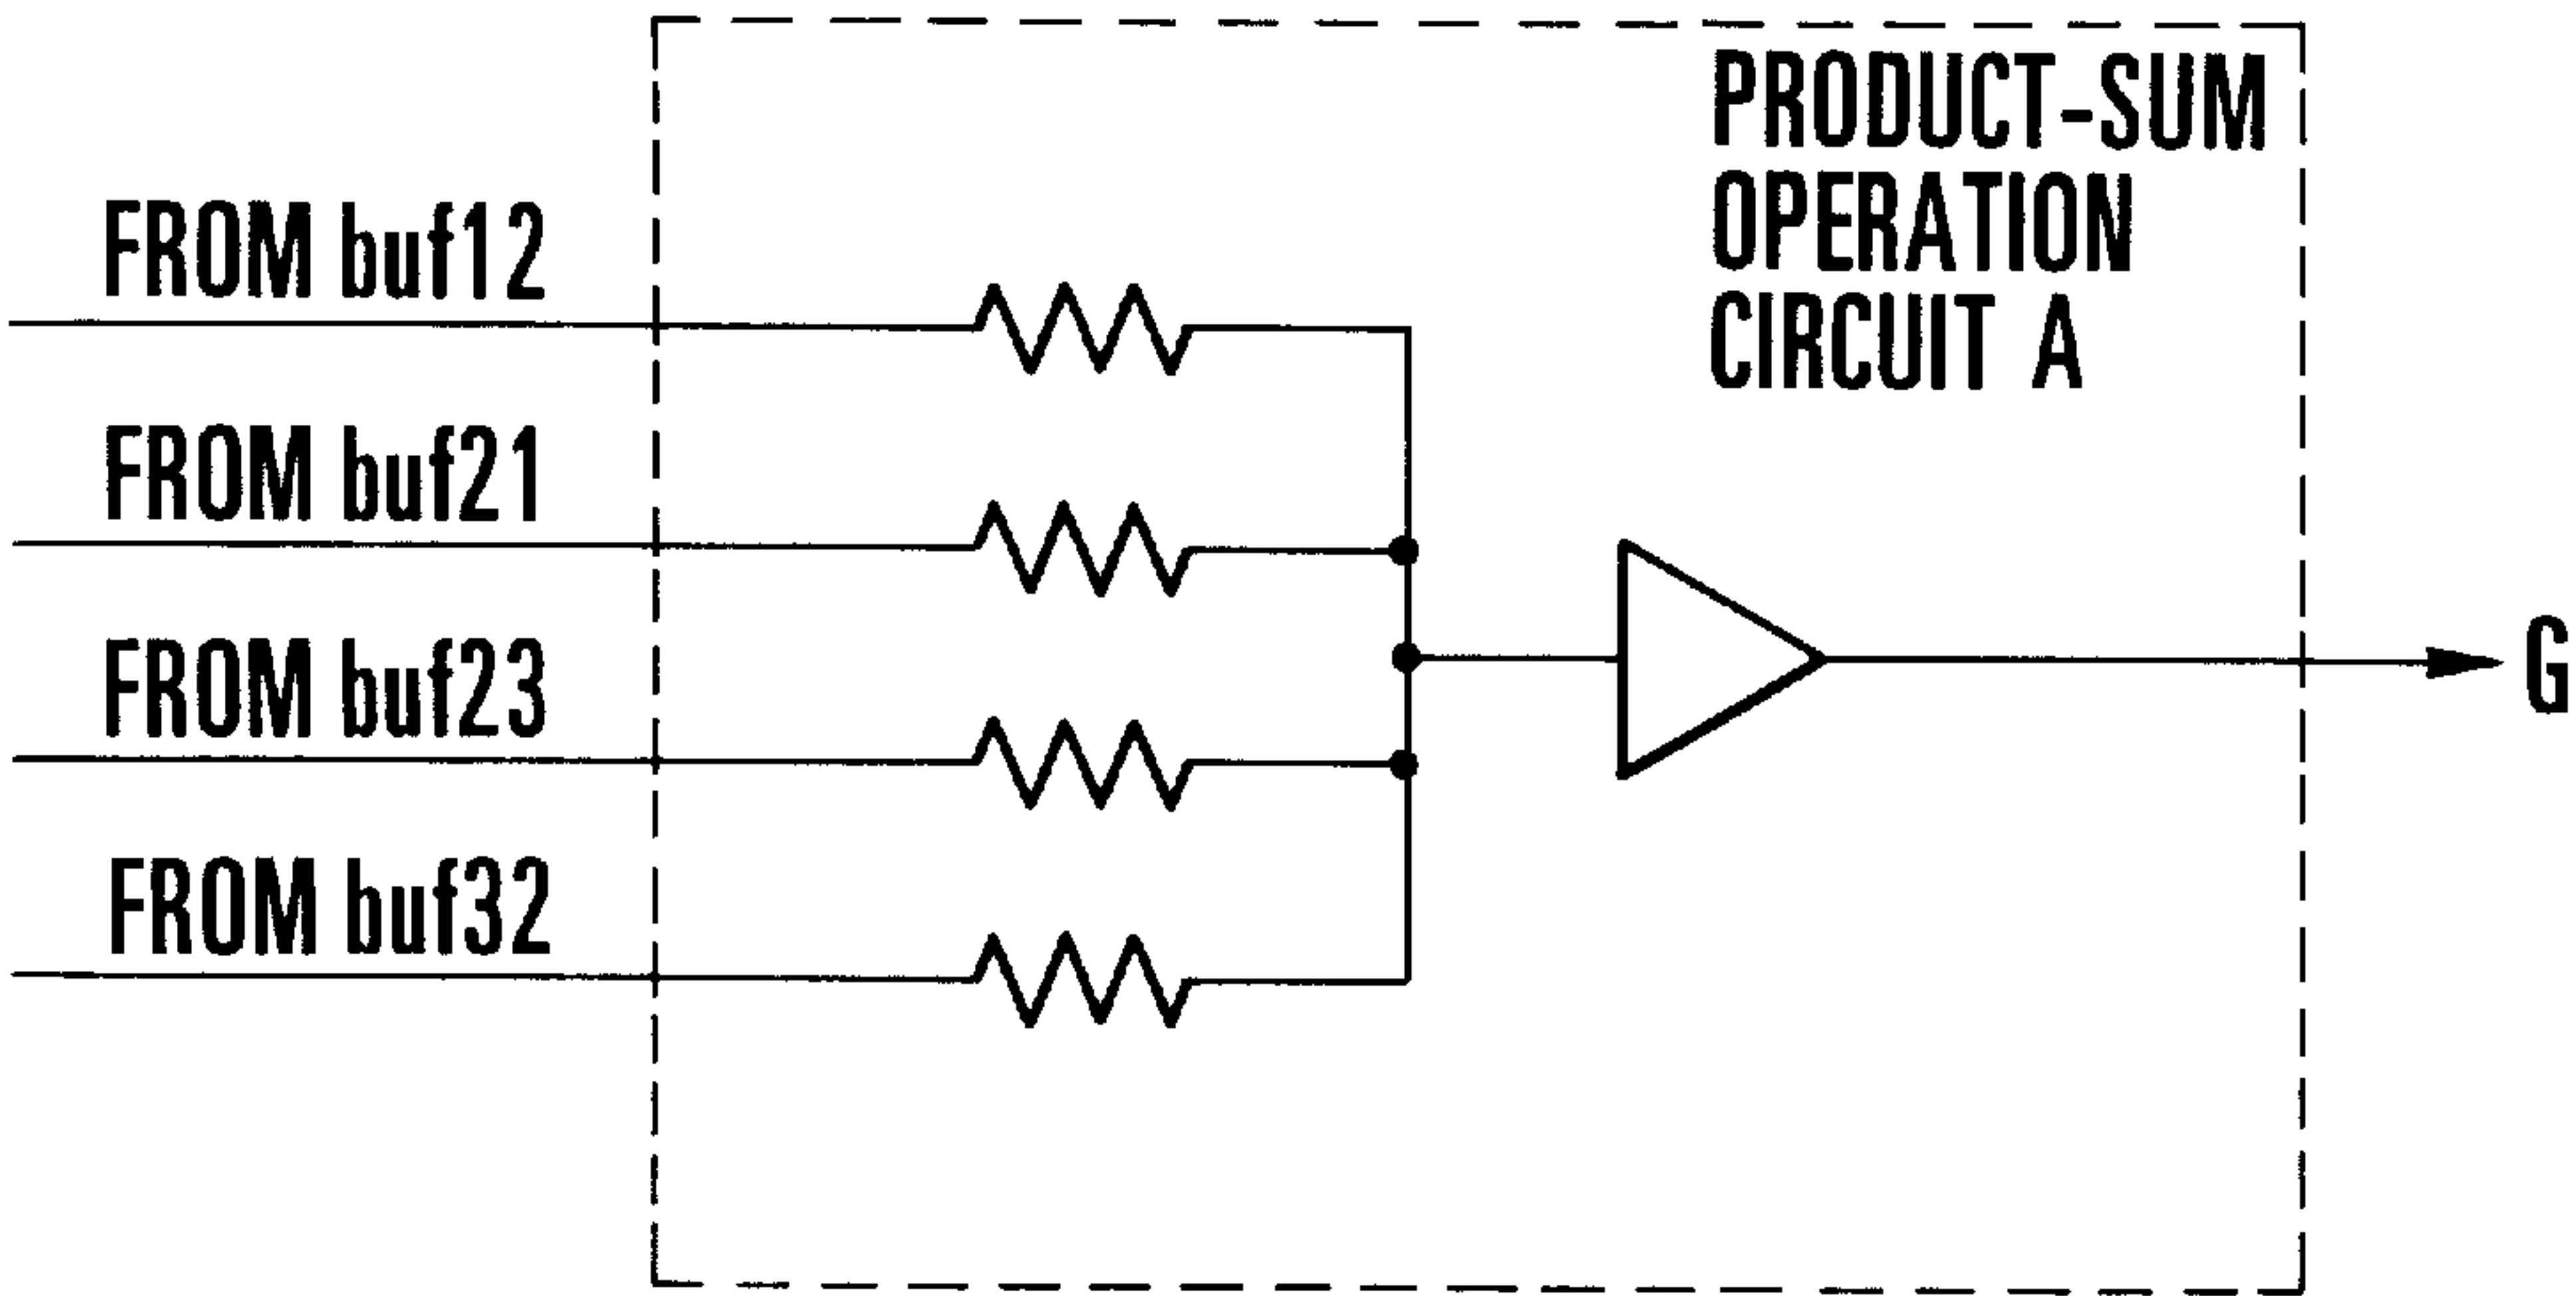 PRODUCT-SUM
OPERATION
CIRCUIT A
FROM buf12
FROM buf21
FROM buf23
FROM buf32
G